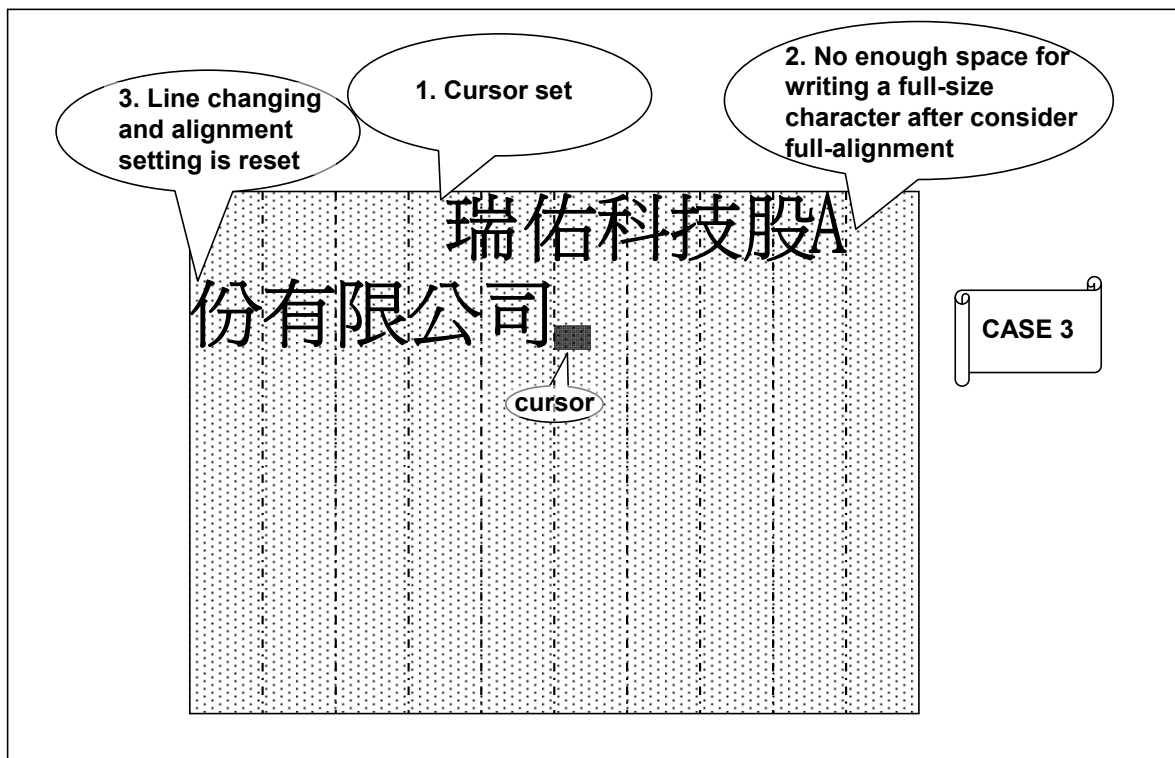 3. Line changing
and alignment
setting is reset
1. Cursor set
2. No enough space for
writing a full-size
character after consider
full-alignment
瑞佑科技股A
份有限公司
cursor
CASE 3